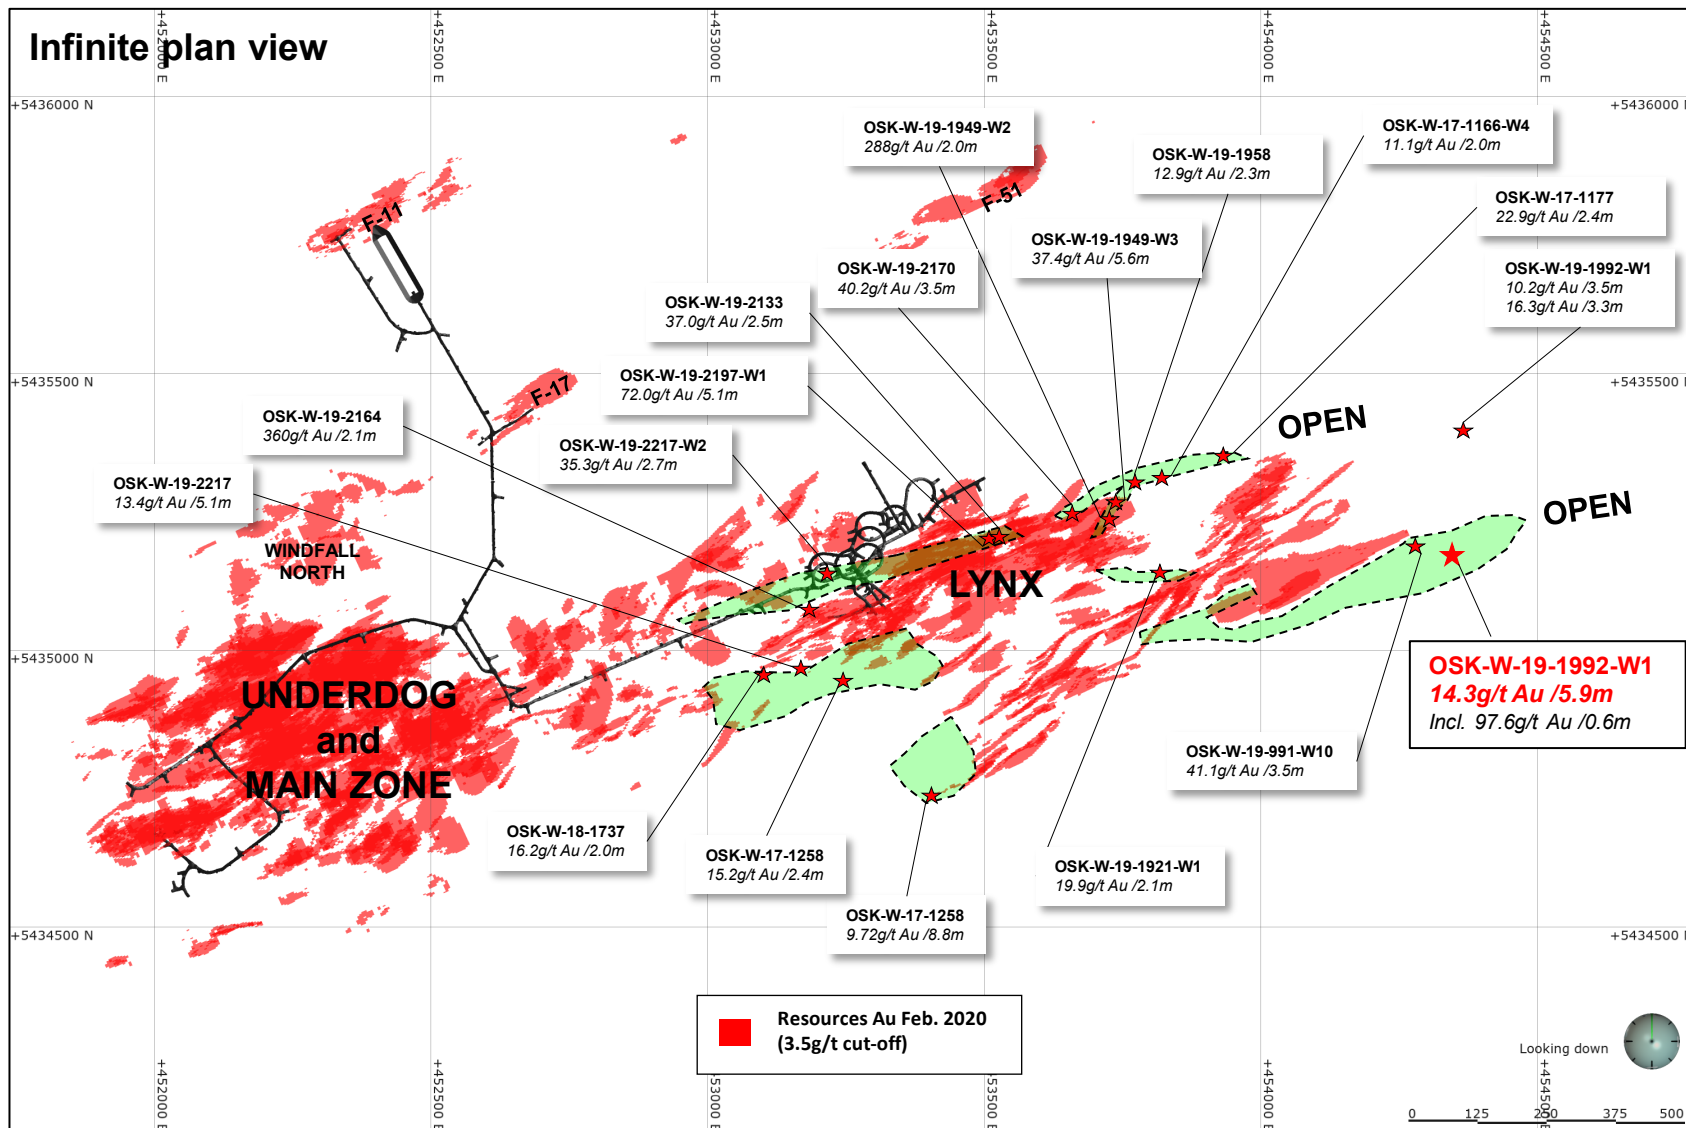 Infinite plan view
+452000 E
+452500 E
+453000 E
+453500 E
+454000 E
+454500 E
+5436000 N
+5436000 N
OSK-W-19-1949-W2
288g/t Au /2.0m
OSK-W-19-1958
12.9g/t Au /2.3m
OSK-W-17-1166-W4
11.1g/t Au /2.0m
F-11
F-51
OSK-W-17-1177
22.9g/t Au /2.4m
OSK-W-19-1949-W3
37.4g/t Au /5.6m
OSK-W-19-2170
40.2g/t Au /3.5m
OSK-W-19-1992-W1
10.2g/t Au /3.5m
16.3g/t Au /3.3m
OSK-W-19-2133
37.0g/t Au /2.5m
+5435500 N
+5435500 N
OSK-W-19-2197-W1
72.0g/t Au /5.1m
F-17
OSK-W-19-2164
360g/t Au /2.1m
OSK-W-19-2217-W2
35.3g/t Au /2.7m
OPEN
OSK-W-19-2217
13.4g/t Au /5.1m
OPEN
WINDFALL
NORTH
LYNX
+5435000 N
+5435000 N
UNDERDOG
and
MAIN ZONE
OSK-W-19-1992-W1
14.3g/t Au /5.9m
Incl. 97.6g/t Au /0.6m
OSK-W-19-991-W10
41.1g/t Au /3.5m
OSK-W-18-1737
16.2g/t Au /2.0m
OSK-W-17-1258
15.2g/t Au /2.4m
OSK-W-19-1921-W1
19.9g/t Au /2.1m
OSK-W-17-1258
9.72g/t Au /8.8m
+5434500 N
+5434500 N
Resources Au Feb. 2020
(3.5g/t cut-off)
Looking down
+452000 E
+452500 E
+453000 E
+453500 E
+454000 E
+454500 E
0 125 250 375 500